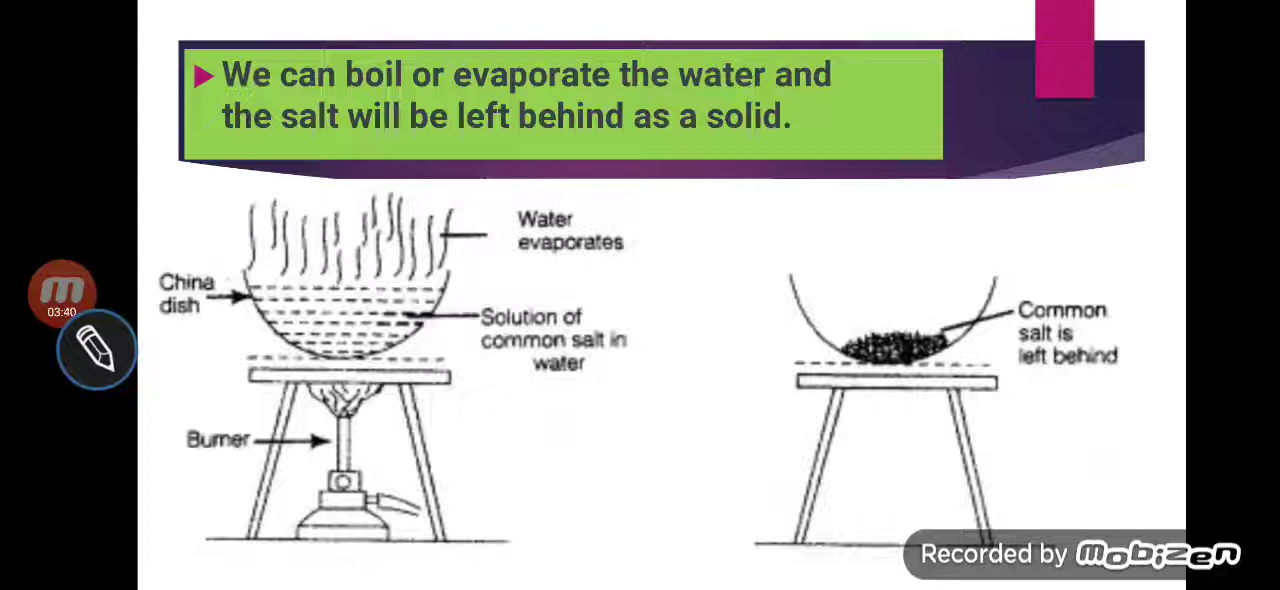 We can boil or evaporate the water and
the salt will be left behind as a solid.
Water
evaporates
China
dish
Solution of
common salt in
water
Burner
Common
salt is
left behind
m
03:40
Recorded by mobizen